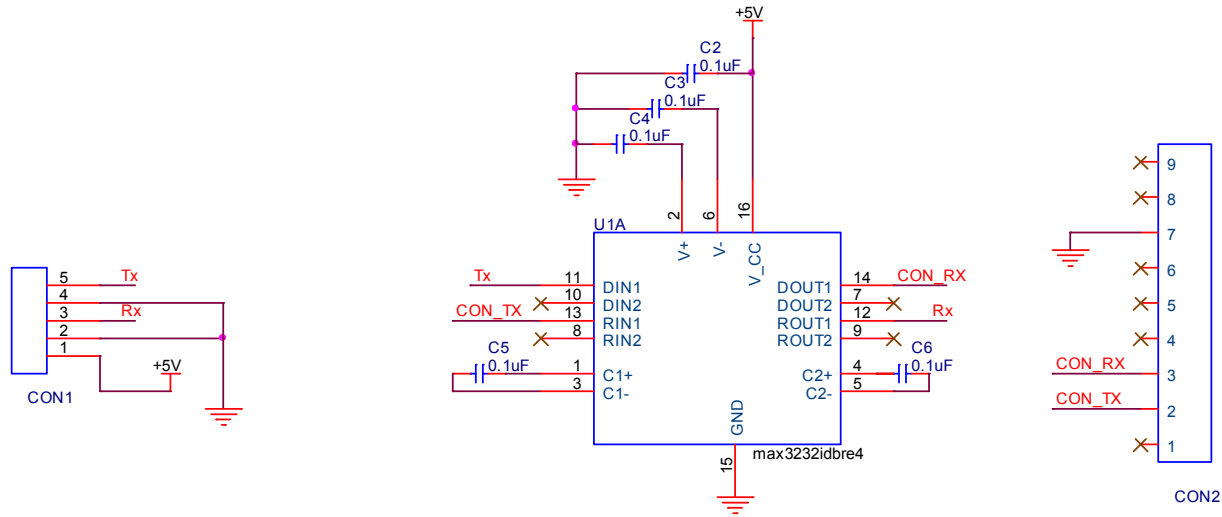 +5V
C2
0.1uF
C3
0.1uF
C4
0.1uF
2
6
16
U1A
V+
V-
V_CC
Tx
11
DIN1
10
DIN2
CON_TX
13
RIN1
8
RIN2
C5
0.1uF
1
C1+
3
C1-
DOUT1
14
CON_RX
DOUT2
7
ROUT1
12
Rx
ROUT2
9
C6
0.1uF
C2+
4
C2-
5
GND
15
max3232idbre4
5
Tx
4
3
Rx
2
1
+5V
CON1
9
8
7
6
5
4
CON_RX
3
CON_TX
2
1
CON2